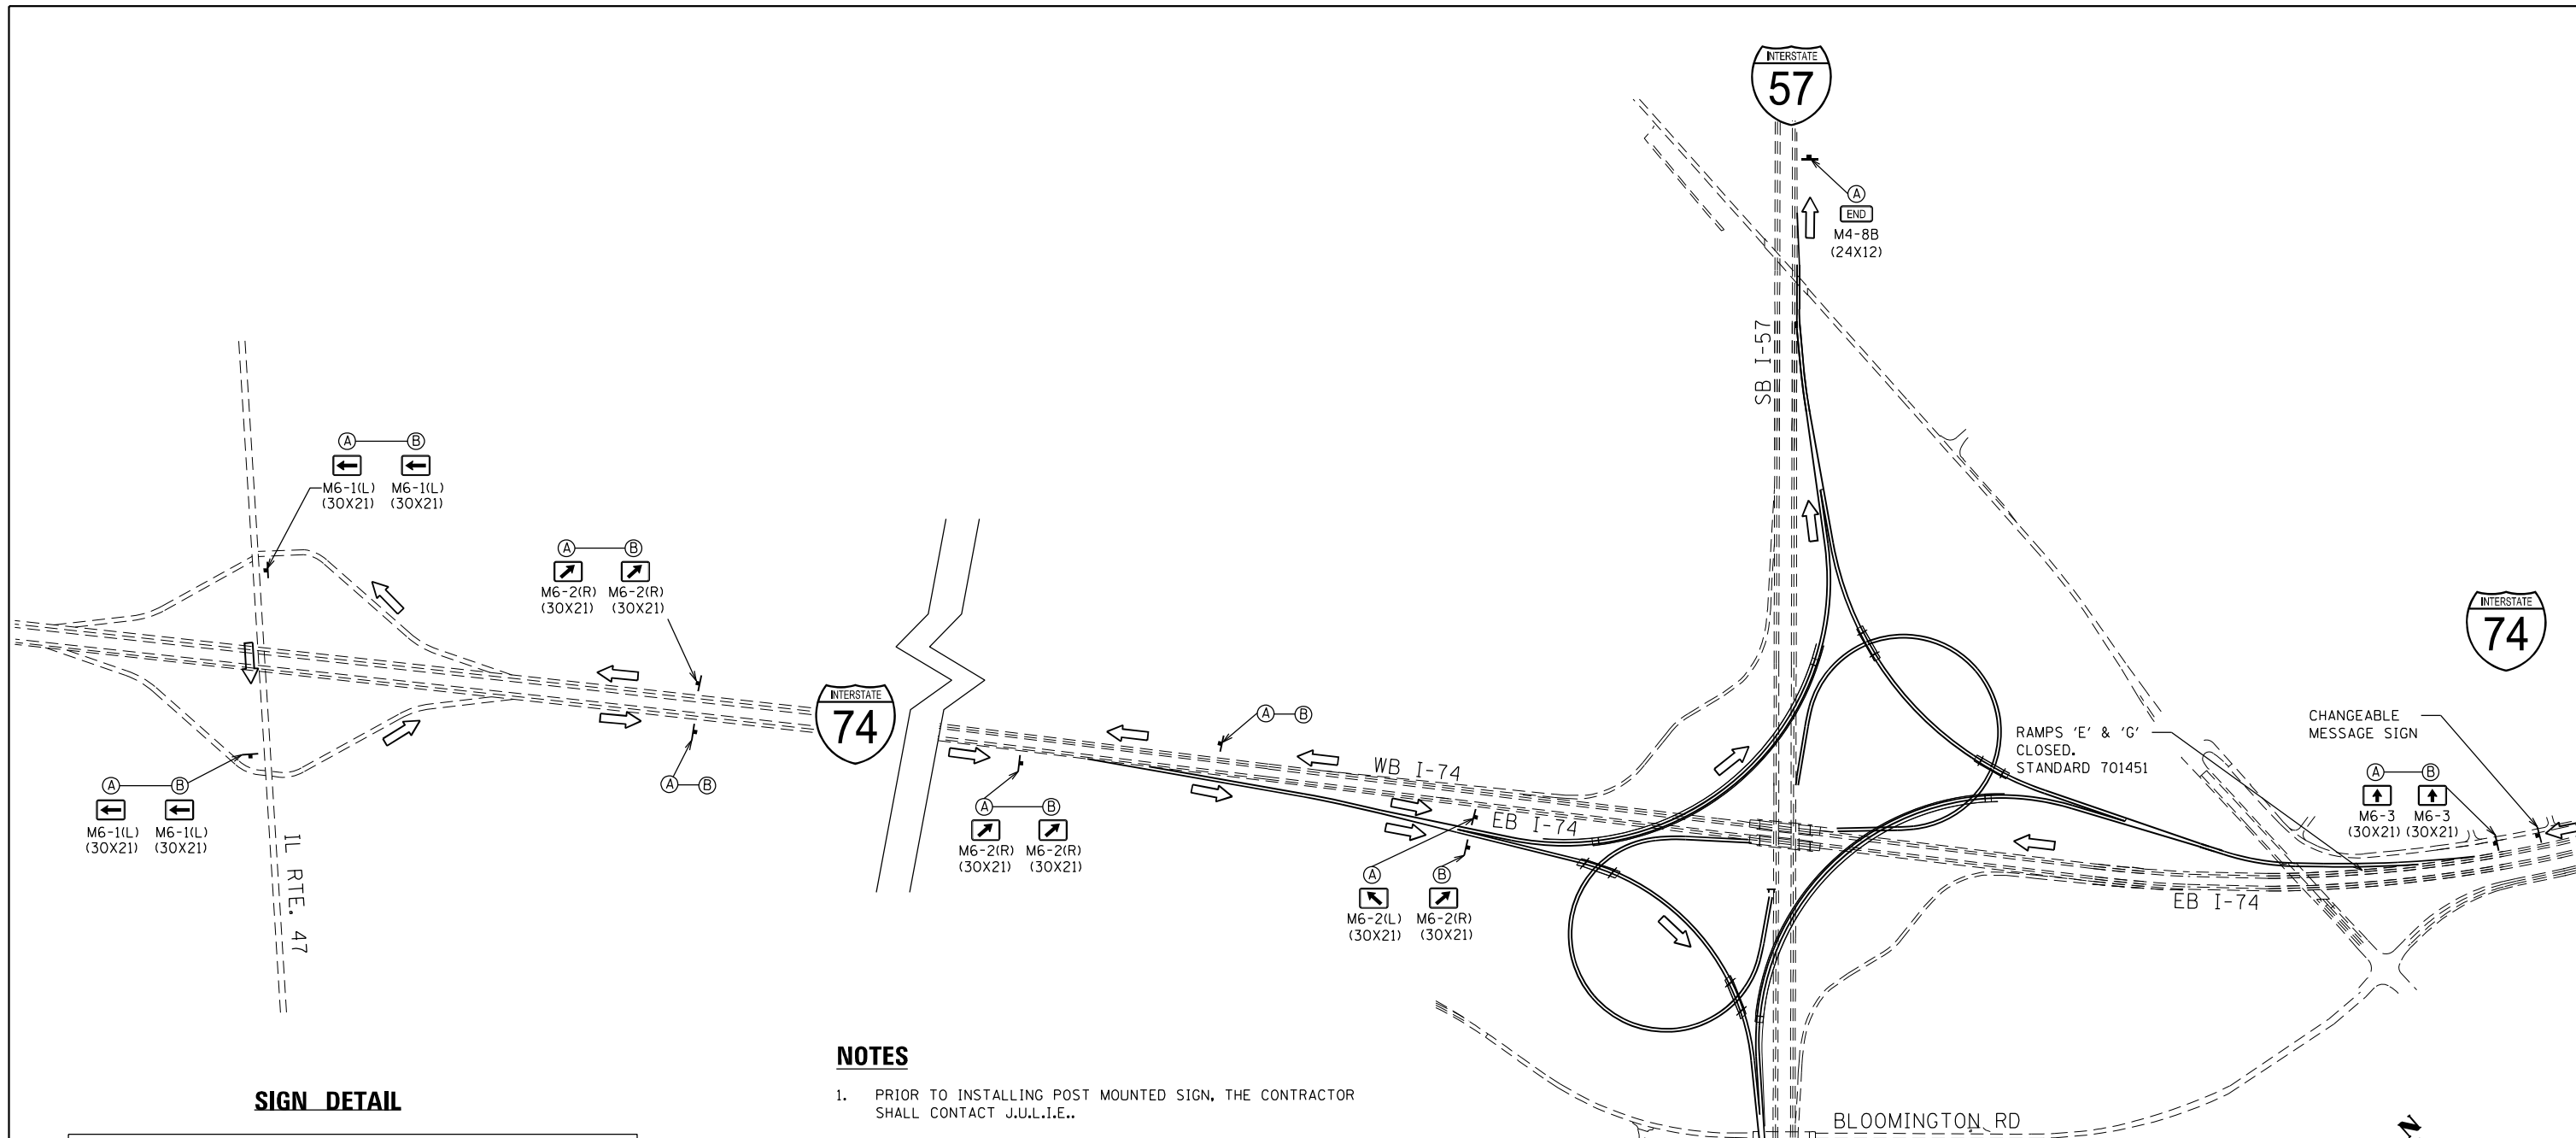 INTERSTATE
57
A
END
M4-8B
(24X12)
SB I-57
A B
M6-1(L) M6-1(L)
(30X21) (30X21)
A B
M6-2(R) M6-2(R)
(30X21) (30X21)
INTERSTATE
74
INTERSTATE
74
A B
WB I-74
RAMPS 'E' & 'G'
CLOSED.
STANDARD 701451
CHANGEABLE
MESSAGE SIGN
A B
M6-3 M6-3
(30X21) (30X21)
A B
M6-1(L) M6-1(L)
(30X21) (30X21)
A B
IL RTE. 47
A B
M6-2(R) M6-2(R)
(30X21) (30X21)
EB I-74
A B
M6-2(L) M6-2(R)
(30X21) (30X21)
EB I-74
NOTES
1. PRIOR TO INSTALLING POST MOUNTED SIGN, THE CONTRACTOR
SHALL CONTACT J.U.L.I.E..
SIGN DETAIL
BLOOMINGTON RD
N